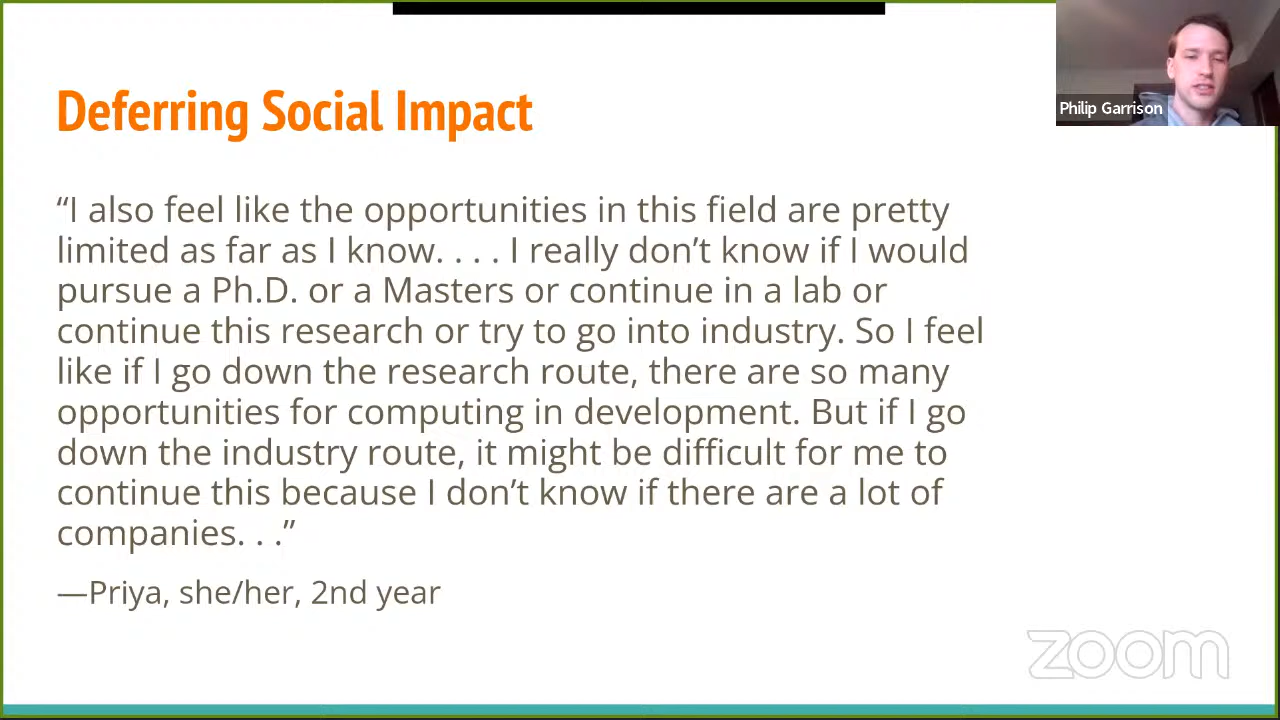 Deferring Social Impact
Philip Garrison
“I also feel like the opportunities in this field are pretty
limited as far as I know. . . . I really don’t know if I would
pursue a Ph.D. or a Masters or continue in a lab or
continue this research or try to go into industry. So I feel
like if I go down the research route, there are so many
opportunities for computing in development. But if I go
down the industry route, it might be difficult for me to
continue this because I don’t know if there are a lot of
companies. . .”
—Priya, she/her, 2nd year
zoom